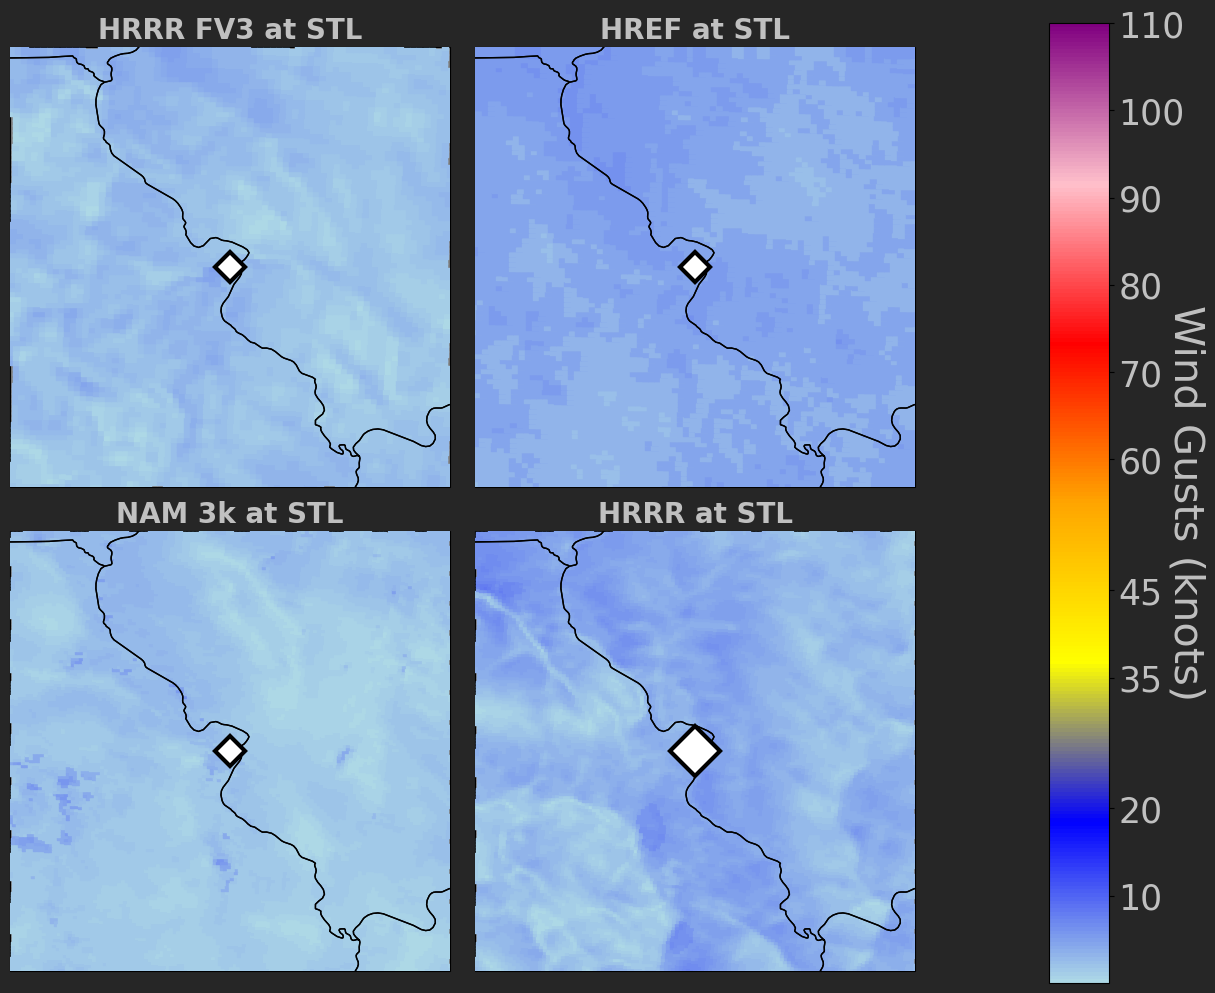 HRRR FV3 at STL
HREF at STL
NAM 3k at STL
HRRR at STL
110
100
90
80
70
60
45
35
20
10
Wind Gusts (knots)